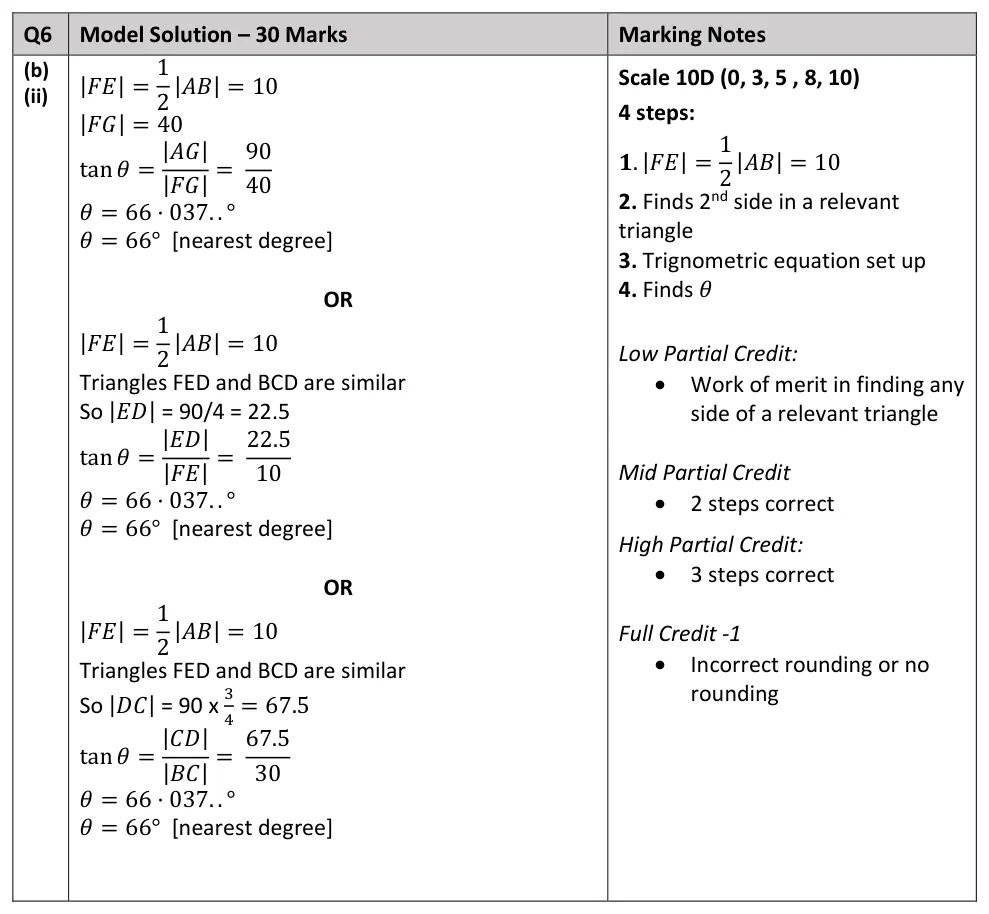 Q6 Model Solution – 30 Marks Marking Notes
(b)
(ii)
|FE| = 1/2 |AB| = 10
|FG| = 40
tan θ = |AG|/|FG| = 90/40
θ = 66 · 037. . °
θ = 66° [nearest degree]
OR
|FE| = 1/2 |AB| = 10
Triangles FED and BCD are similar
So |ED| = 90/4 = 22.5
tan θ = |ED|/|FE| = 22.5/10
θ = 66 · 037. . °
θ = 66° [nearest degree]
OR
|FE| = 1/2 |AB| = 10
Triangles FED and BCD are similar
So |DC| = 90 x 3/4 = 67.5
tan θ = |CD|/|BC| = 67.5/30
θ = 66 · 037. . °
θ = 66° [nearest degree]
Scale 10D (0, 3, 5 , 8, 10)
4 steps:
1. |FE| = 1/2 |AB| = 10
2. Finds 2nd side in a relevant
triangle
3. Trignometric equation set up
4. Finds θ
Low Partial Credit:
• Work of merit in finding any
side of a relevant triangle
Mid Partial Credit
• 2 steps correct
High Partial Credit:
• 3 steps correct
Full Credit -1
• Incorrect rounding or no
rounding